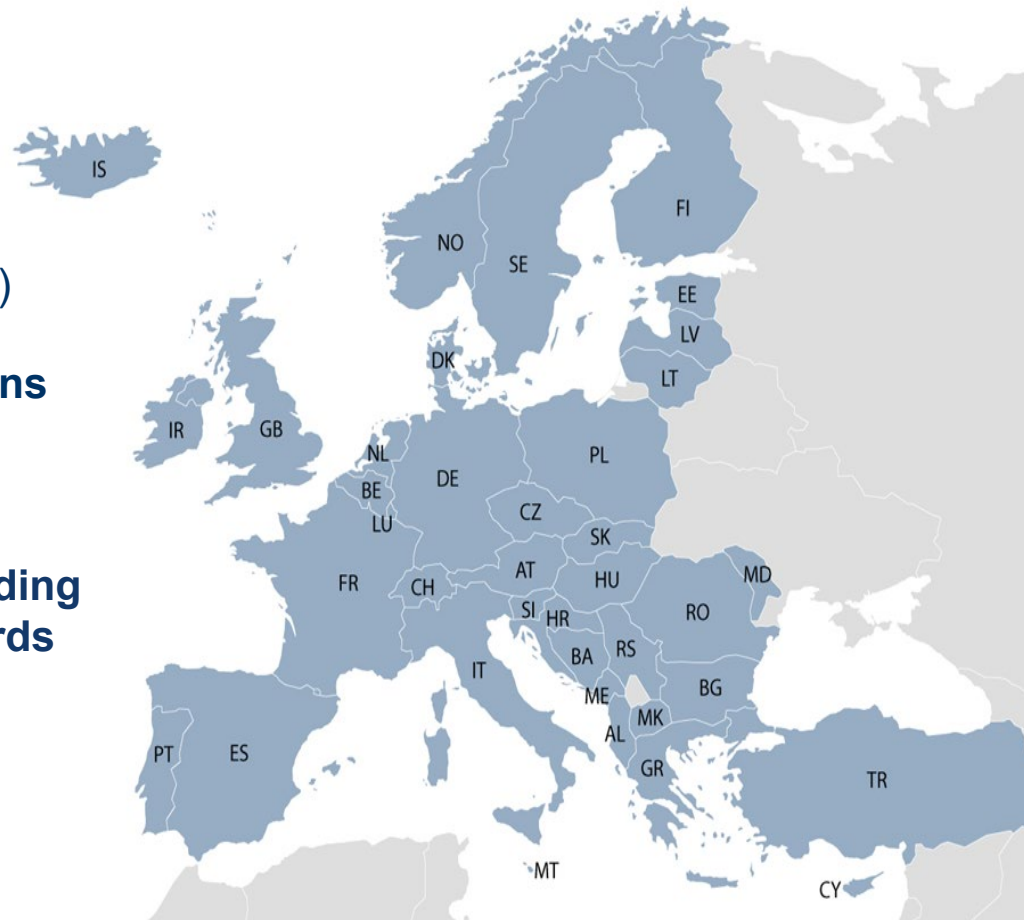 IS
FI
NO
SE
)
EE
LV
DK
LT
ns
IR
GB
NL
PL
DE
BE
CZ
LU
SK
AT
MD
FR
CH
HU
ding
SI
HR
RO
rds
BA
RS
IT
BG
ME
MK
AL
PT
ES
GR
TR
MT
CY